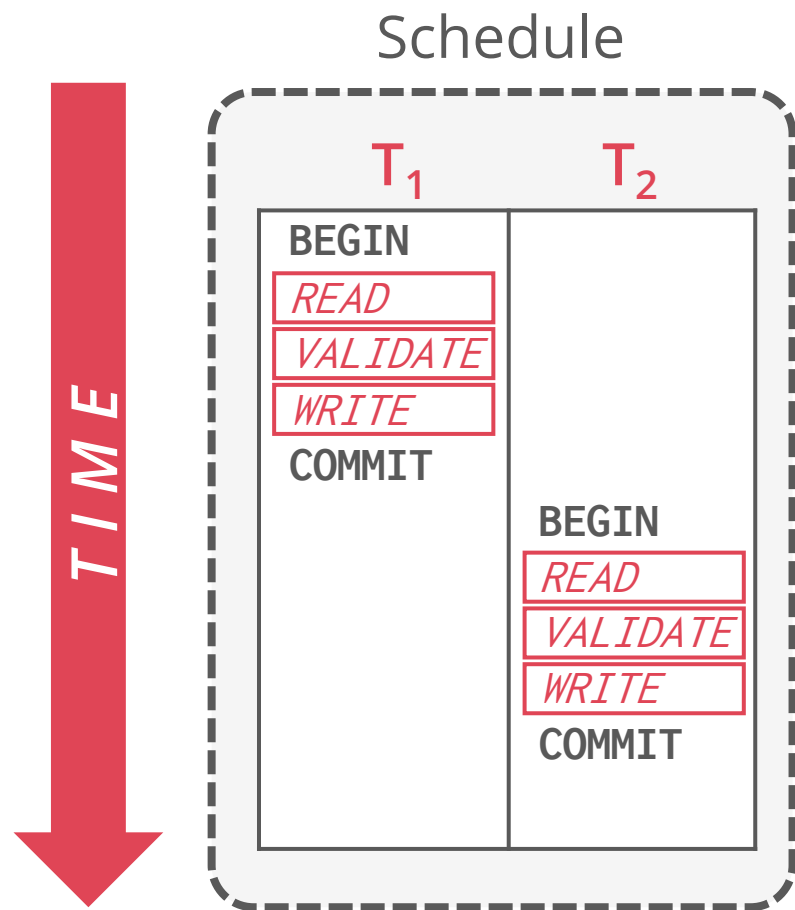 Schedule
TIME
T1 T2
BEGIN
READ
VALIDATE
WRITE
COMMIT
BEGIN
READ
VALIDATE
WRITE
COMMIT